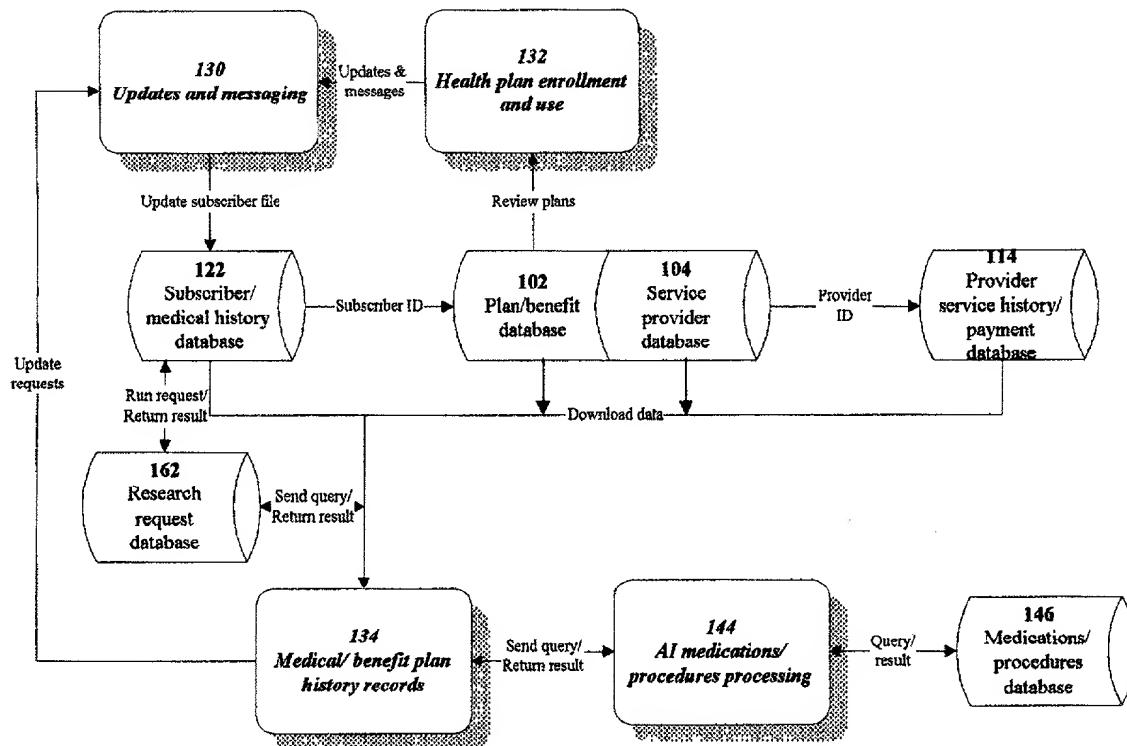 130
Updates and messaging
Updates &
messages
132
Health plan enrollment
and use
Update subscriber file
Review plans
122
Subscriber/
medical history
database
Subscriber ID
102
Plan/benefit
database
104
Service
provider database
Provider
ID
114
Provider
service history/
payment
database
Update
requests
Run request/
Return result
Download data
162
Research
request
database
Send query/
Return result
134
Medical/ benefit plan
history records
Send query/
Return result
144
AI medications/
procedures processing
Query/
result
146
Medications/
procedures
database